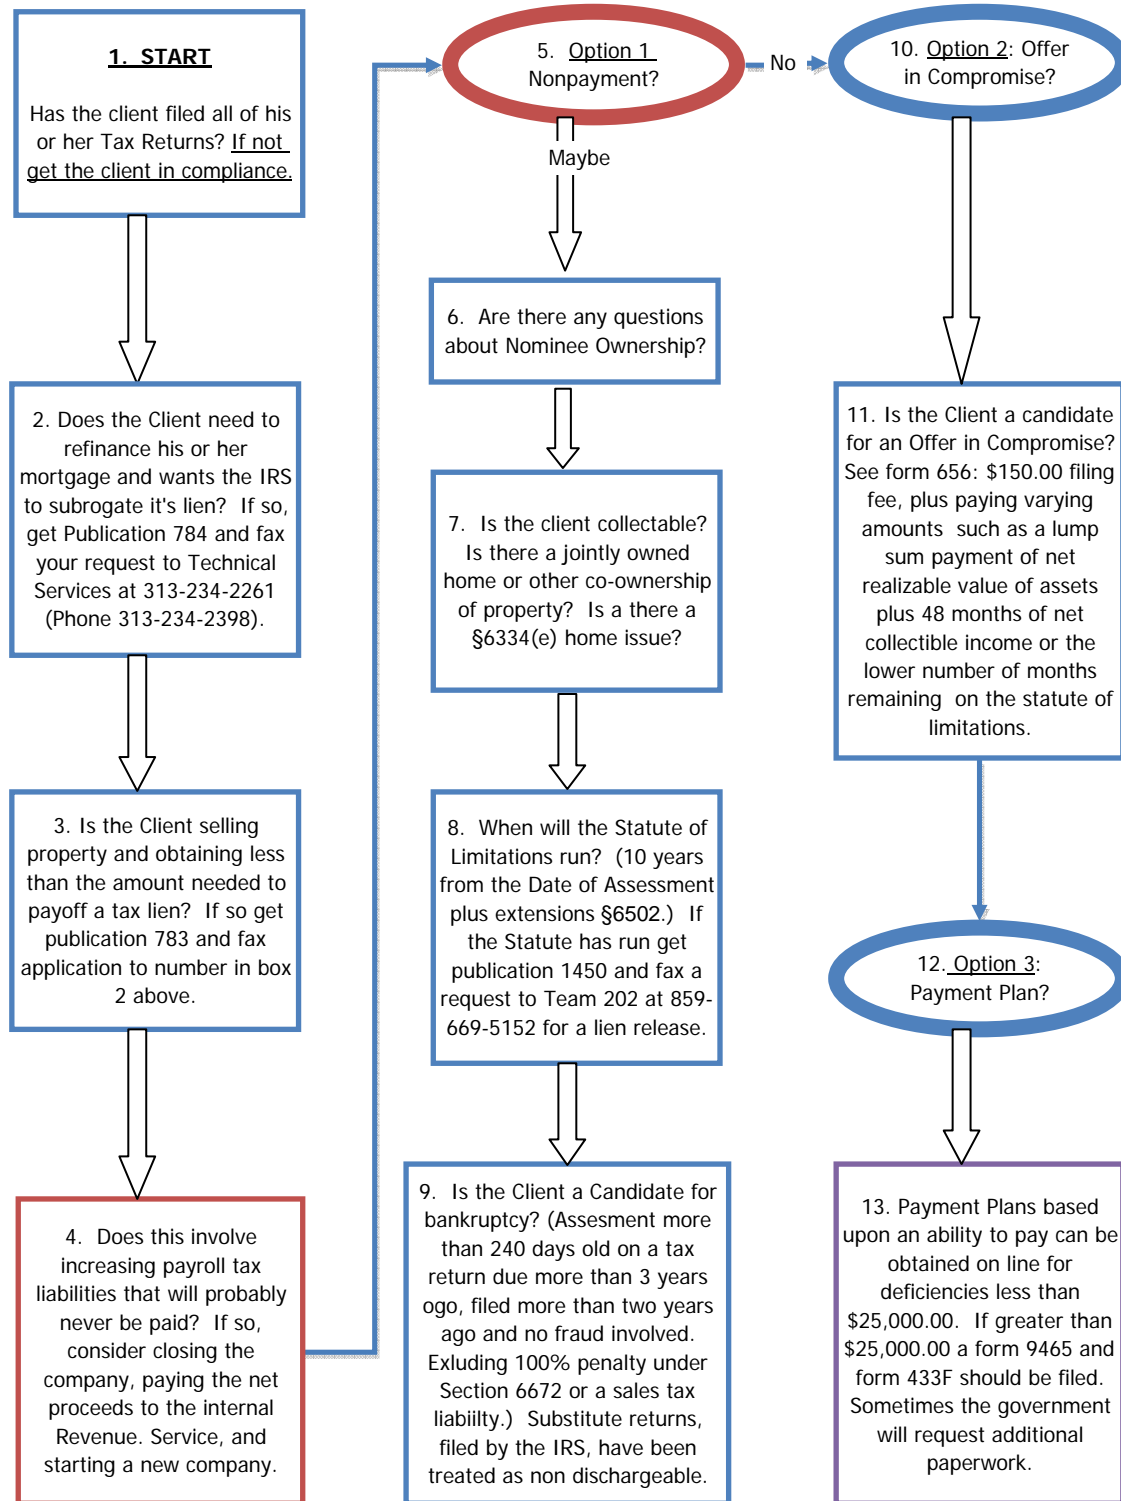 1. START
Has the client filed all of his
or her Tax Returns? If not
get the client in compliance.
2. Does the Client need to
refinance his or her
mortgage and wants the IRS
to subrogate it's lien? If so,
get Publication 784 and fax
your request to Technical
Services at 313-234-2261
(Phone 313-234-2398).
3. Is the Client selling
property and obtaining less
than the amount needed to
payoff a tax lien? If so get
publication 783 and fax
application to number in box
2 above.
4. Does this involve
increasing payroll tax
liabilities that will probably
never be paid? If so,
consider closing the
company, paying the net
proceeds to the internal
Revenue. Service, and
starting a new company.
5. Option 1
Nonpayment?
No
Maybe
6. Are there any questions
about Nominee Ownership?
7. Is the client collectable?
Is there a jointly owned
home or other co-ownership
of property? Is a there a
§6334(e) home issue?
8. When will the Statute of
Limitations run? (10 years
from the Date of Assessment
plus extensions §6502.) If
the Statute has run get
publication 1450 and fax a
request to Team 202 at 859-
669-5152 for a lien release.
9. Is the Client a Candidate for
bankruptcy? (Assesment more
than 240 days old on a tax
return due more than 3 years
ogo, filed more than two years
ago and no fraud involved.
Exluding 100% penalty under
Section 6672 or a sales tax
liabiilty.) Substitute returns,
filed by the IRS, have been
treated as non dischargeable.
10. Option 2: Offer
in Compromise?
11. Is the Client a candidate
for an Offer in Compromise?
See form 656: $150.00 filing
fee, plus paying varying
amounts such as a lump
sum payment of net
realizable value of assets
plus 48 months of net
collectible income or the
lower number of months
remaining on the statute of
limitations.
12. Option 3:
Payment Plan?
13. Payment Plans based
upon an ability to pay can be
obtained on line for
deficiencies less than
$25,000.00. If greater than
$25,000.00 a form 9465 and
form 433F should be filed.
Sometimes the government
will request additional
paperwork.